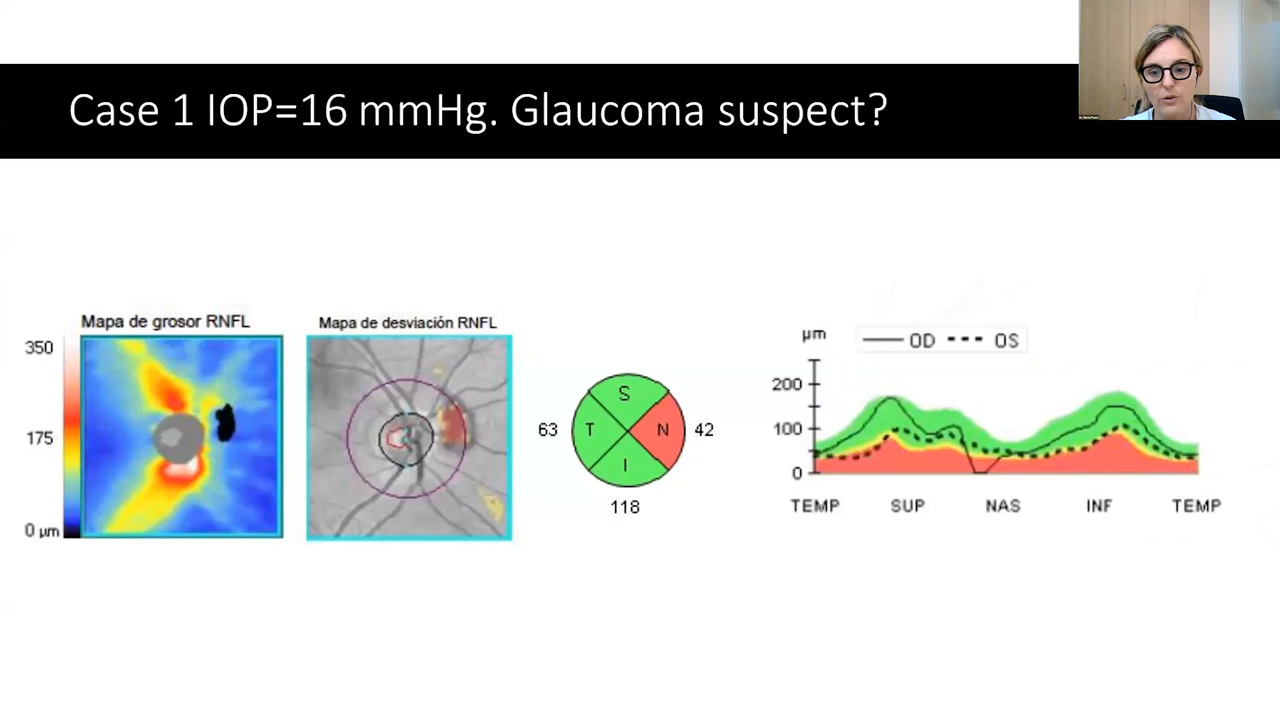 Case 1 IOP=16 mmHg. Glaucoma suspect?
Mapa de grosor RNFL
350
175
0 µm
Mapa de desviación RNFL
S
63 T N 42
I
118
µm
OD OS
200
100
0
TEMP SUP NAS INF TEMP